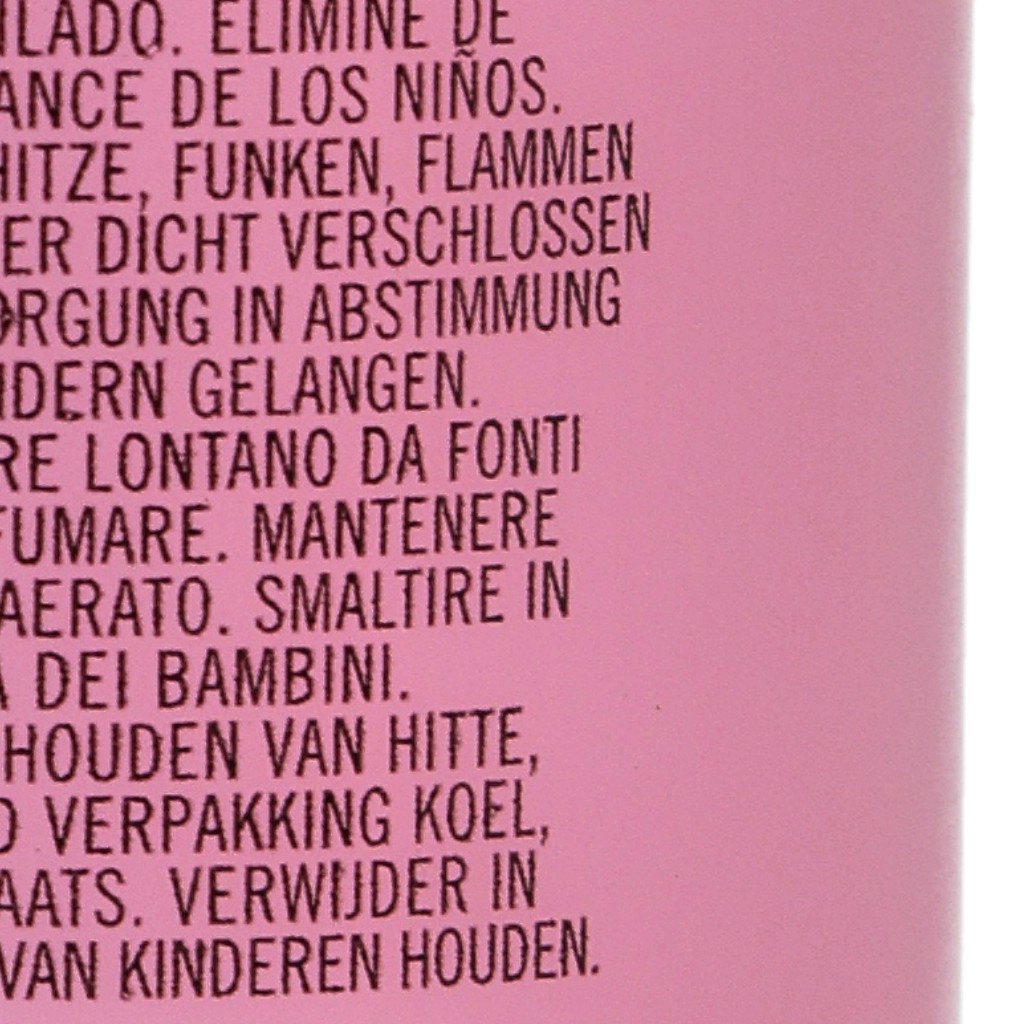 ILADO. ELIMINE DE
ANCE DE LOS NIÑOS.
HITZE, FUNKEN, FLAMMEN
ER DICHT VERSCHLOSSEN
ORGUNG IN ABSTIMMUNG
NDERN GELANGEN.
RE LONTANO DA FONTI
FUMARE. MANTENERE
AERATO. SMALTIRE IN
A DEI BAMBINI.
HOUDEN VAN HITTE,
D VERPAKKING KOEL,
AATS. VERWIJDER IN
VAN KINDEREN HOUDEN.